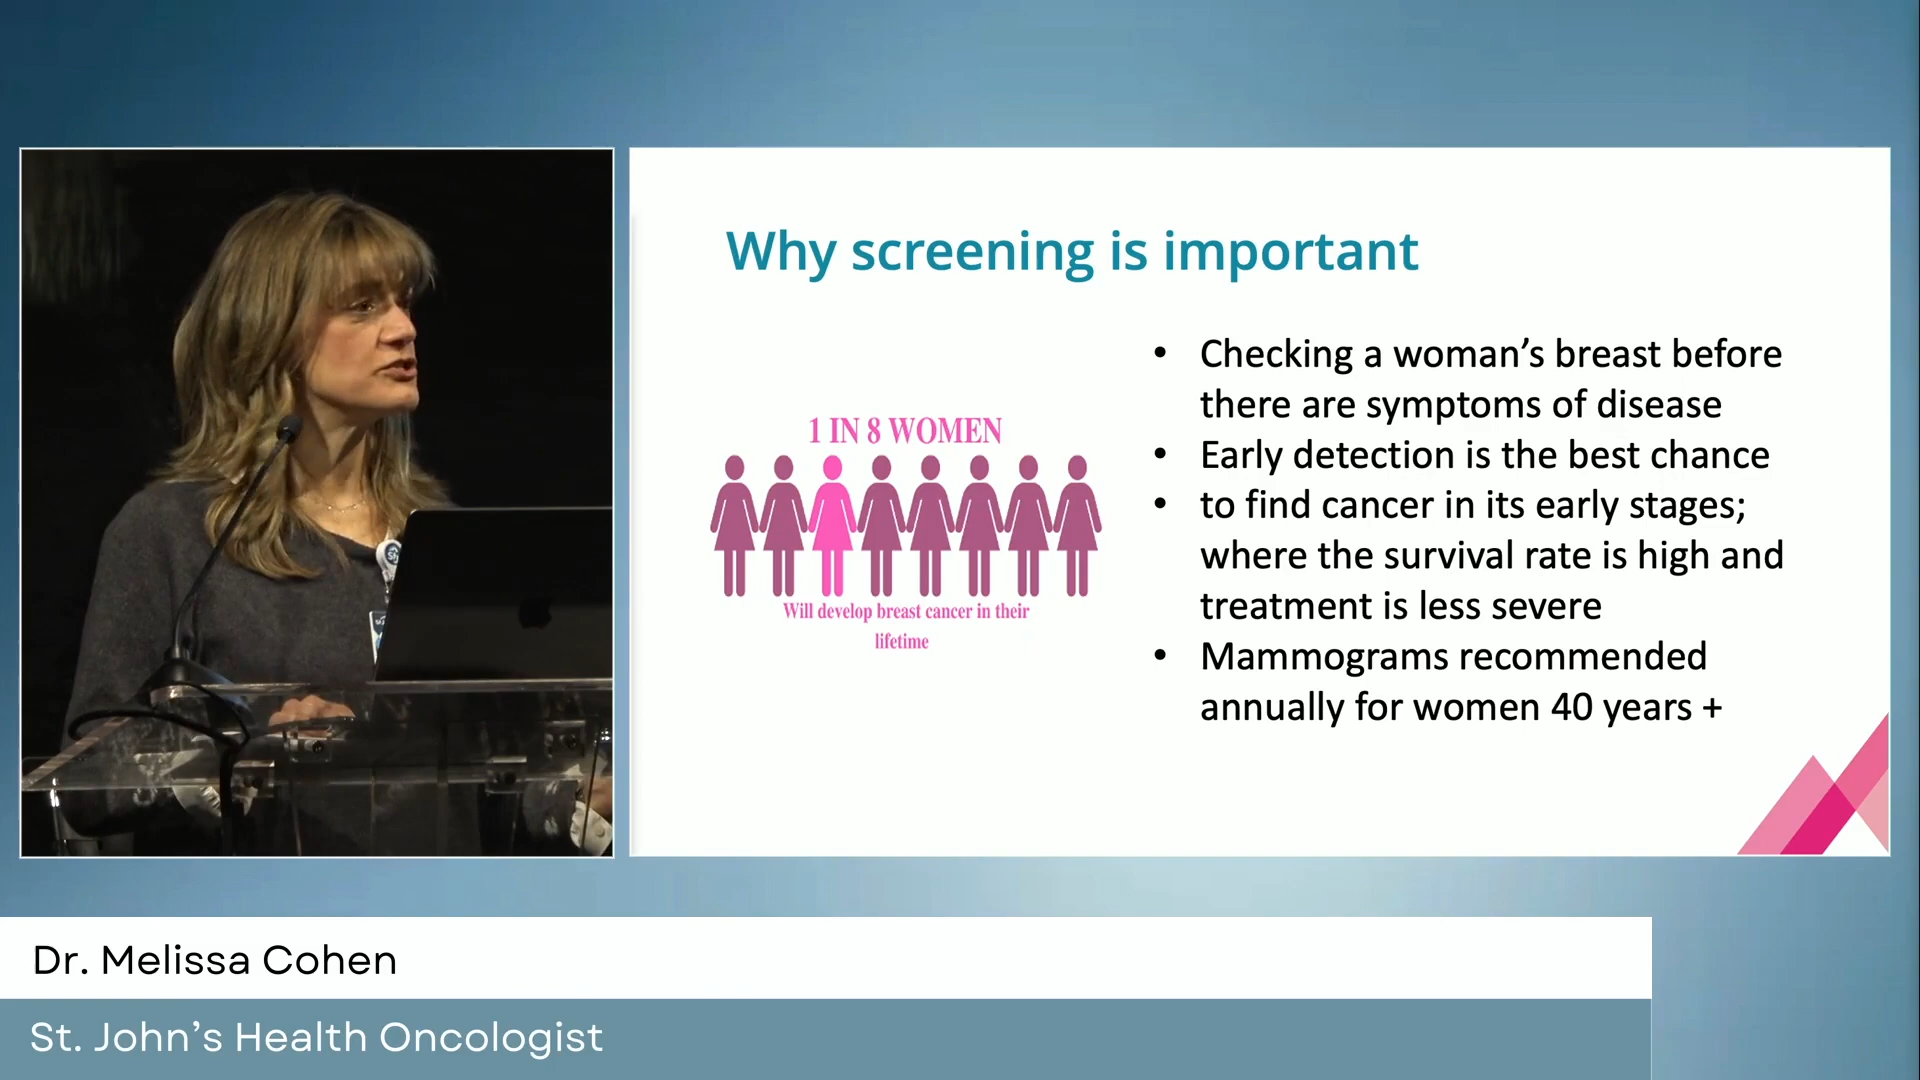 Why screening is important
1 IN 8 WOMEN
Will develop breast cancer in their
lifetime
• Checking a woman’s breast before
there are symptoms of disease
• Early detection is the best chance
• to find cancer in its early stages;
where the survival rate is high and
treatment is less severe
• Mammograms recommended
annually for women 40 years +
Dr. Melissa Cohen
St. John’s Health Oncologist